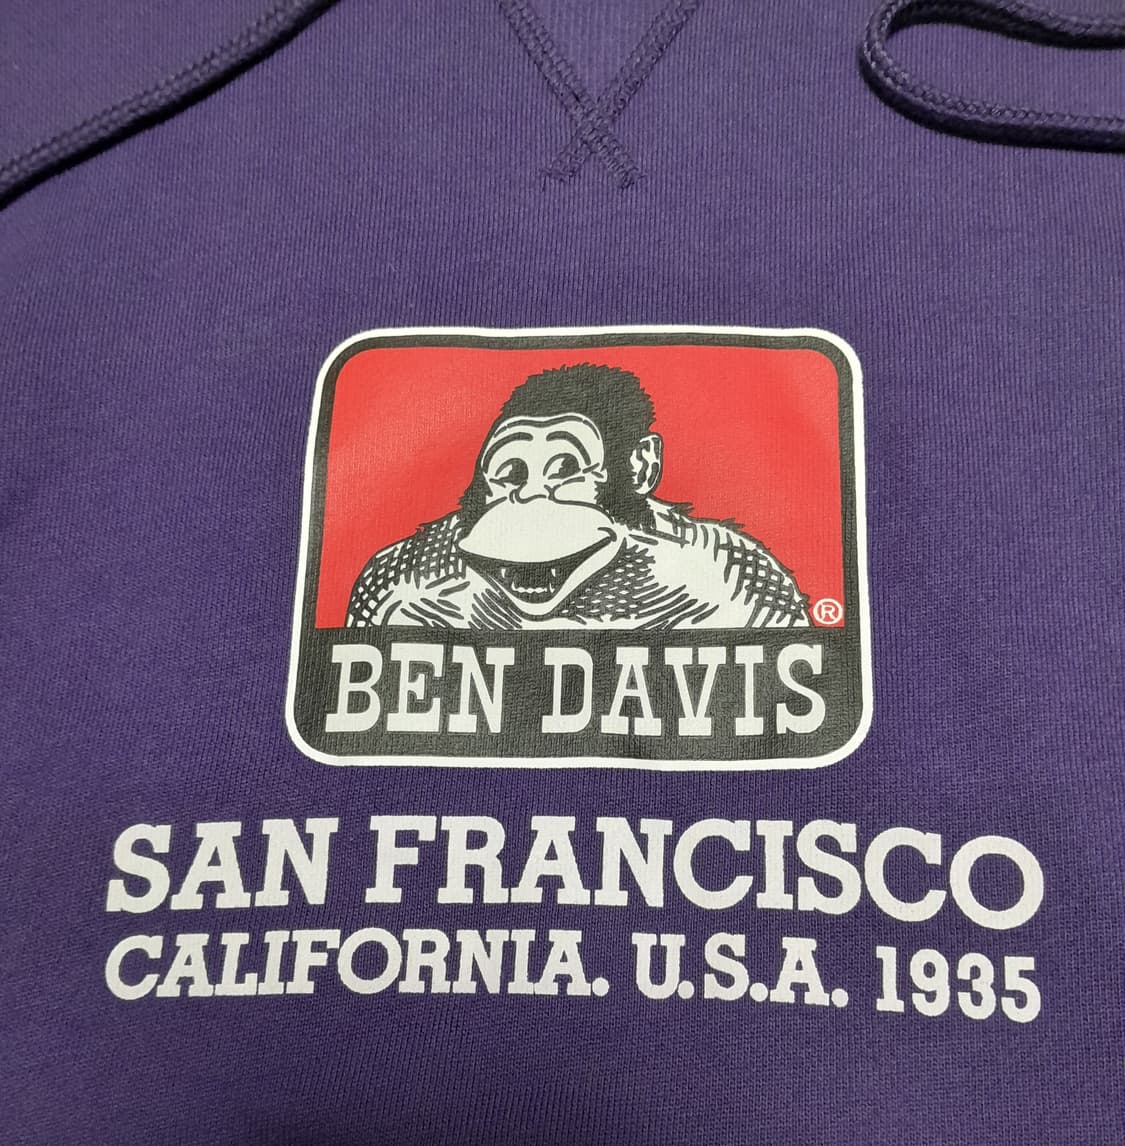 ®
BEN DAVIS
SAN FRANCISCO
CALIFORNIA. U.S.A. 1935